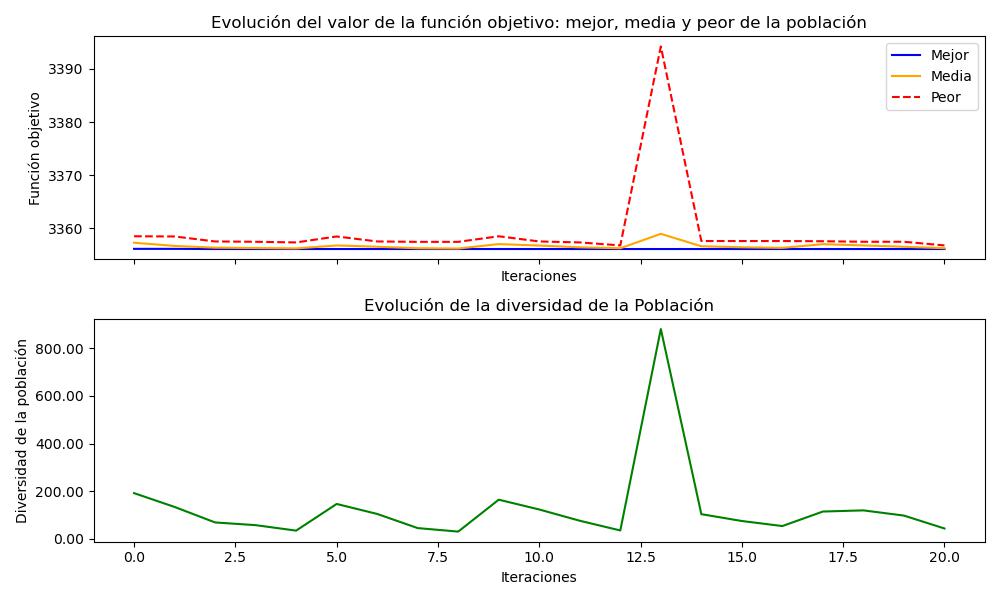 Evolución del valor de la función objetivo: mejor, media y peor de la población
Función objetivo
3390
3380
3370
3360
Mejor
Media
Peor
Iteraciones
Evolución de la diversidad de la Población
Diversidad de la población
800.00
600.00
400.00
200.00
0.00
0.0 2.5 5.0 7.5 10.0 12.5 15.0 17.5 20.0
Iteraciones